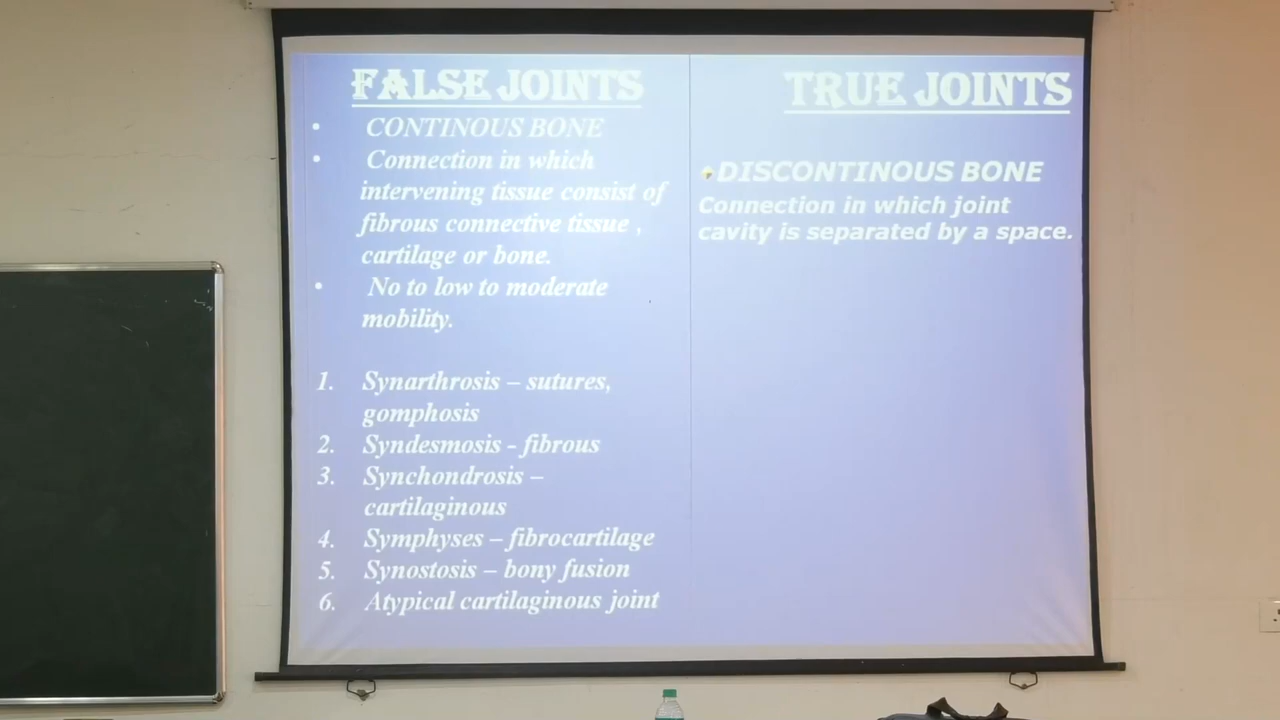 FALSE JOINTS
• CONTINOUS BONE
• Connection in which
intervening tissue consist of
fibrous connective tissue ,
cartilage or bone.
• No to low to moderate
mobility.
1. Synarthrosis – sutures,
gomphosis
2. Syndesmosis - fibrous
3. Synchondrosis –
cartilaginous
4. Symphyses – fibrocartilage
5. Synostosis – bony fusion
6. Atypical cartilaginous joint
TRUE JOINTS
DISCONTINOUS BONE
Connection in which joint
cavity is separated by a space.